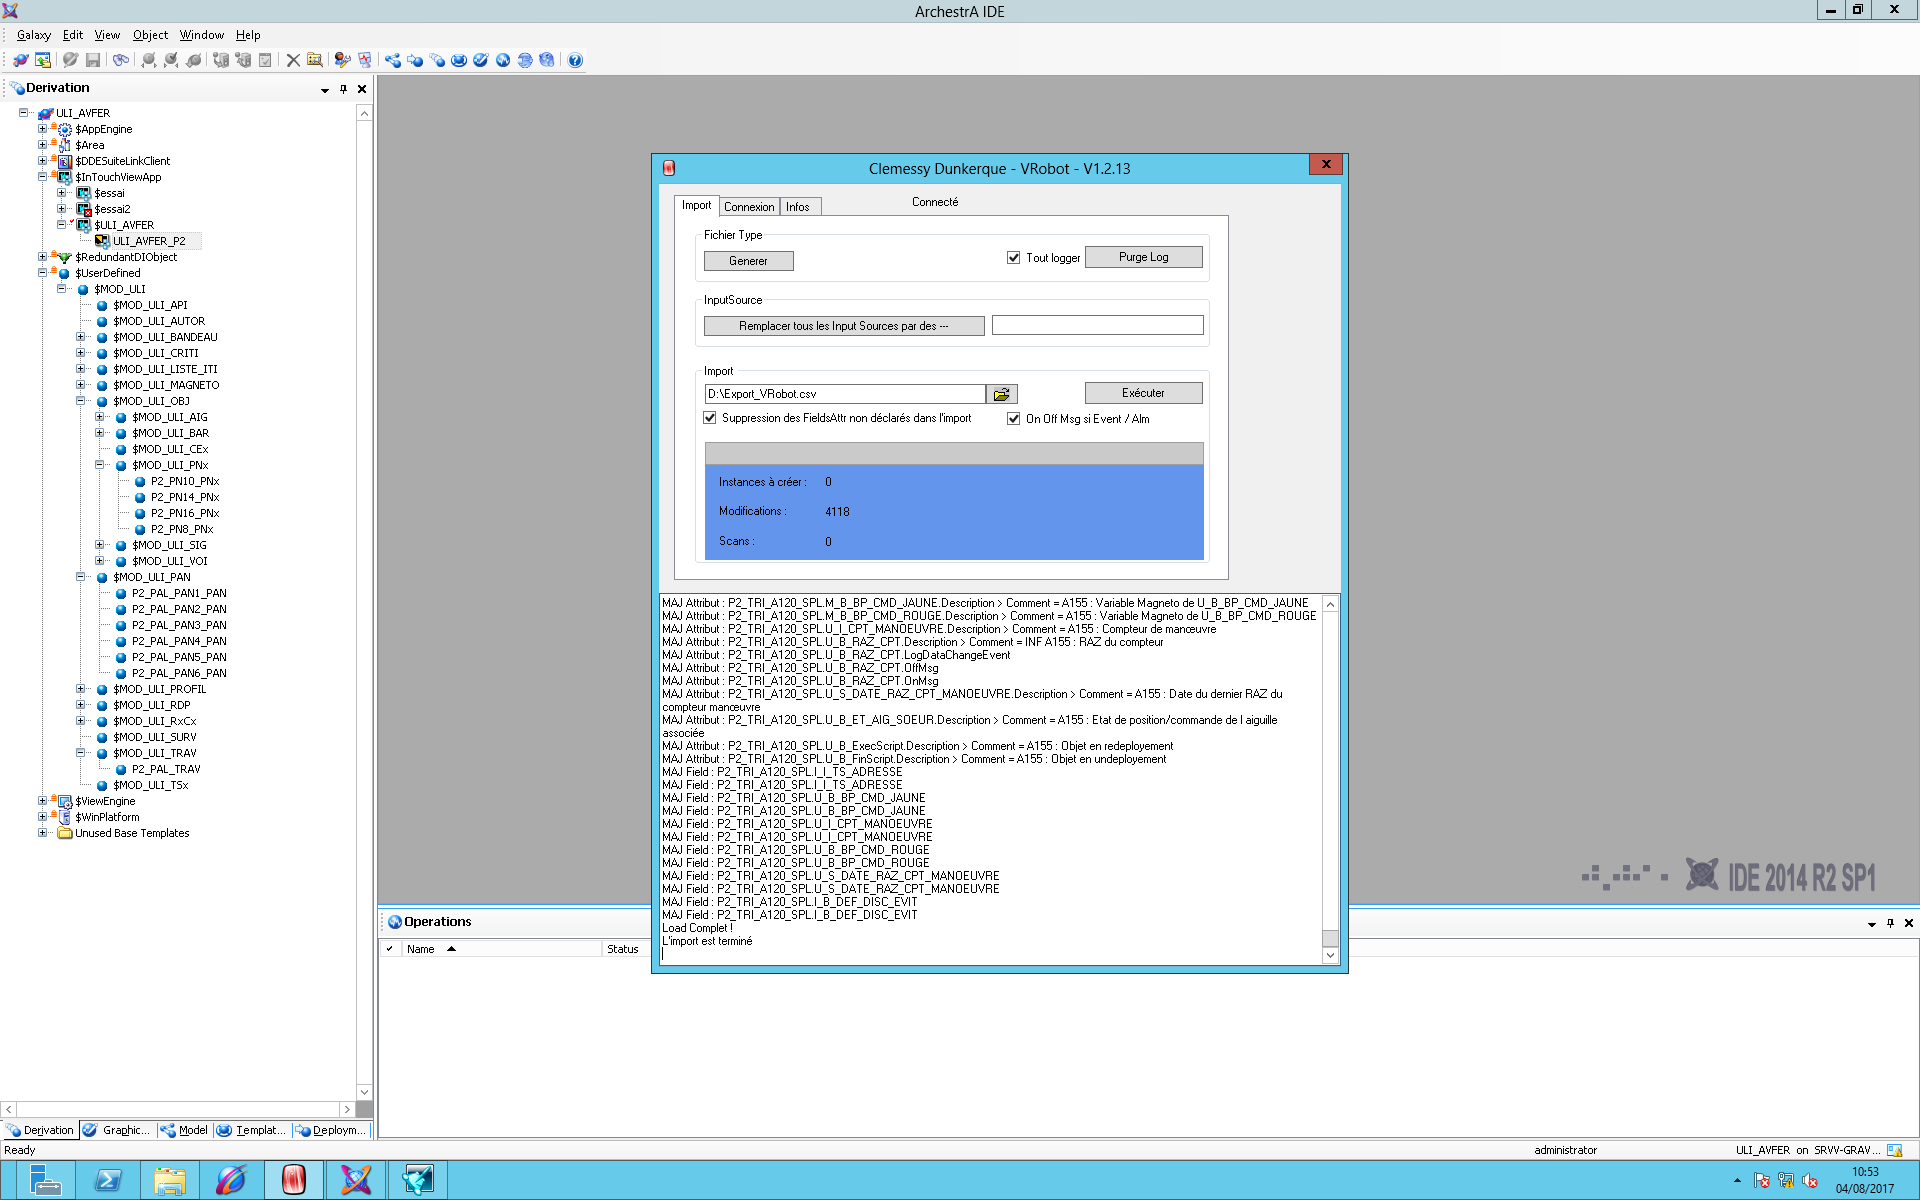 ArchestrA IDE
Galaxy Edit View Object Window Help
Derivation
ULI_AVFER
$AppEngine
$Area
$DDESuiteLinkClient
$InTouchViewApp
$essai
$essai2
$ULI_AVFER
ULI_AVFER_P2
$RedundantDIObject
$UserDefined
$MOD_ULI
$MOD_ULI_API
$MOD_ULI_AUTOR
$MOD_ULI_BANDEAU
$MOD_ULI_CRITI
$MOD_ULI_LISTE_ITI
$MOD_ULI_MAGNETO
$MOD_ULI_OBJ
$MOD_ULI_AIG
$MOD_ULI_BAR
$MOD_ULI_CEx
$MOD_ULI_PNx
P2_PN10_PNx
P2_PN14_PNx
P2_PN16_PNx
P2_PN8_PNx
$MOD_ULI_SIG
$MOD_ULI_VOI
$MOD_ULI_PAN
P2_PAL_PAN1_PAN
P2_PAL_PAN2_PAN
P2_PAL_PAN3_PAN
P2_PAL_PAN4_PAN
P2_PAL_PAN5_PAN
P2_PAL_PAN6_PAN
$MOD_ULI_PROFIL
$MOD_ULI_RDP
$MOD_ULI_RxCx
$MOD_ULI_SURV
$MOD_ULI_TRAV
P2_PAL_TRAV
$MOD_ULI_TSx
$ViewEngine
$WinPlatform
Unused Base Templates
Derivation Graphic... Model Templat... Deploym...
Clemessy Dunkerque - VRobot - V1.2.13
Import Connexion Infos
Connecté
Fichier Type
Generer
Tout logger
Purge Log
InputSource
Remplacer tous les Input Sources par des ---
Import
D:\Export_VRobot.csv
Exécuter
Suppression des FieldsAttr non déclarés dans l'import
On Off Msg si Event / Alm
Instances à créer : 0
Modifications : 4118
Scans : 0
MAJ Attribut : P2_TRI_A120_SPL.M_B_BP_CMD_JAUNE.Description > Comment = A155 : Variable Magneto de U_B_BP_CMD_JAUNE
MAJ Attribut : P2_TRI_A120_SPL.M_B_BP_CMD_ROUGE.Description > Comment = A155 : Variable Magneto de U_B_BP_CMD_ROUGE
MAJ Attribut : P2_TRI_A120_SPL.U_I_CPT_MANOEUVRE.Description > Comment = A155 : Compteur de manœuvre
MAJ Attribut : P2_TRI_A120_SPL.U_B_RAZ_CPT.Description > Comment = INF A155 : RAZ du compteur
MAJ Attribut : P2_TRI_A120_SPL.U_B_RAZ_CPT.LogDataChangeEvent
MAJ Attribut : P2_TRI_A120_SPL.U_B_RAZ_CPT.OffMsg
MAJ Attribut : P2_TRI_A120_SPL.U_B_RAZ_CPT.OnMsg
MAJ Attribut : P2_TRI_A120_SPL.U_S_DATE_RAZ_CPT_MANOEUVRE.Description > Comment = A155 : Date du dernier RAZ du
compteur manœuvre
MAJ Attribut : P2_TRI_A120_SPL.U_B_ET_AIG_SOEUR.Description > Comment = A155 : Etat de position/commande de l aiguille
associée
MAJ Attribut : P2_TRI_A120_SPL.U_B_ExecScript.Description > Comment = A155 : Objet en redeployement
MAJ Attribut : P2_TRI_A120_SPL.U_B_FinScript.Description > Comment = A155 : Objet en undeployement
MAJ Field : P2_TRI_A120_SPL.I_I_TS_ADRESSE
MAJ Field : P2_TRI_A120_SPL.I_I_TS_ADRESSE
MAJ Field : P2_TRI_A120_SPL.U_B_BP_CMD_JAUNE
MAJ Field : P2_TRI_A120_SPL.U_B_BP_CMD_JAUNE
MAJ Field : P2_TRI_A120_SPL.U_I_CPT_MANOEUVRE
MAJ Field : P2_TRI_A120_SPL.U_I_CPT_MANOEUVRE
MAJ Field : P2_TRI_A120_SPL.U_B_BP_CMD_ROUGE
MAJ Field : P2_TRI_A120_SPL.U_B_BP_CMD_ROUGE
MAJ Field : P2_TRI_A120_SPL.U_S_DATE_RAZ_CPT_MANOEUVRE
MAJ Field : P2_TRI_A120_SPL.U_S_DATE_RAZ_CPT_MANOEUVRE
MAJ Field : P2_TRI_A120_SPL.I_B_DEF_DISC_EVIT
MAJ Field : P2_TRI_A120_SPL.I_B_DEF_DISC_EVIT
Load Complet !
L'import est terminé
IDE 2014 R2 SP1
Operations
Name Status
Ready
administrator
ULI_AVFER on SRVV-GRAV...
10:53
04/08/2017